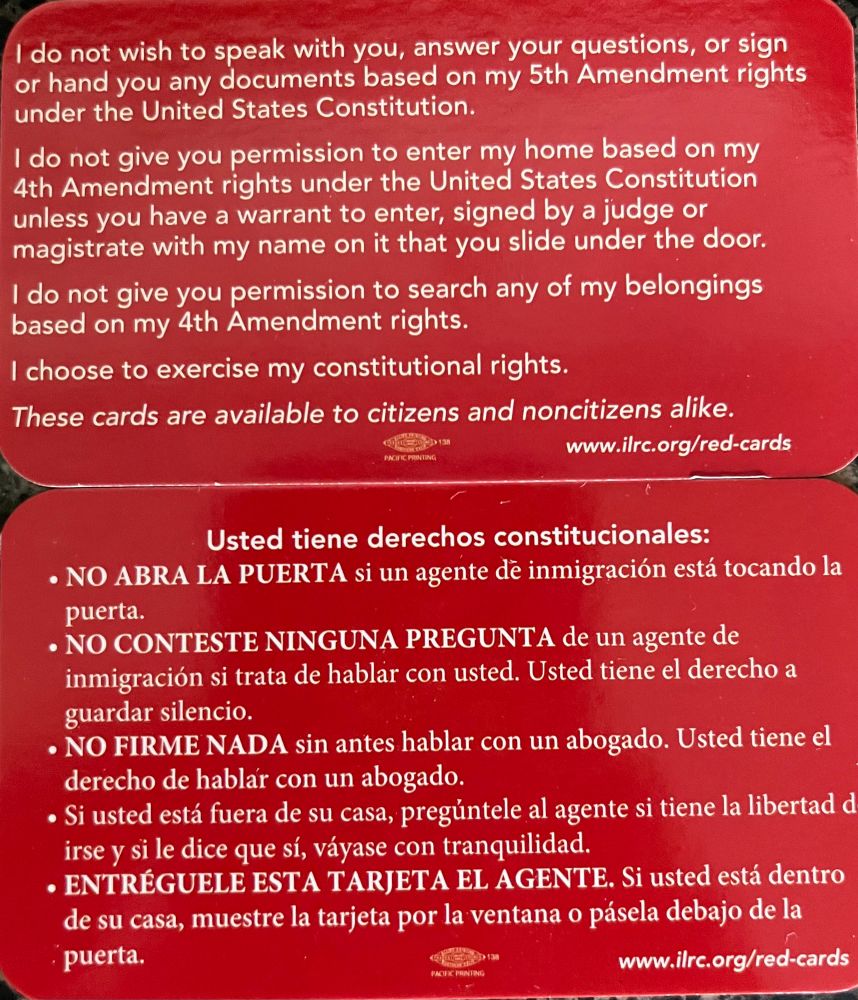 I do not wish to speak with you, answer your questions, or sign
or hand you any documents based on my 5th Amendment rights
under the United States Constitution.
I do not give you permission to enter my home based on my
4th Amendment rights under the United States Constitution
unless you have a warrant to enter, signed by a judge or
magistrate with my name on it that you slide under the door.
I do not give you permission to search any of my belongings
based on my 4th Amendment rights.
I choose to exercise my constitutional rights.
These cards are available to citizens and noncitizens alike.
138
PACIFIC PRINTING
www.ilrc.org/red-cards
Usted tiene derechos constitucionales:
• NO ABRA LA PUERTA si un agente de inmigración está tocando la
puerta.
• NO CONTESTE NINGUNA PREGUNTA de un agente de
inmigración si trata de hablar con usted. Usted tiene el derecho a
guardar silencio.
• NO FIRME NADA sin antes hablar con un abogado. Usted tiene el
derecho de hablar con un abogado.
• Si usted está fuera de su casa, pregúntele al agente si tiene la libertad d
irse y si le dice que sí, váyase con tranquilidad.
• ENTRÉGUELE ESTA TARJETA EL AGENTE. Si usted está dentro
de su casa, muestre la tarjeta por la ventana o pásela debajo de la
puerta.
138
PACIFIC PRINTING
www.ilrc.org/red-cards